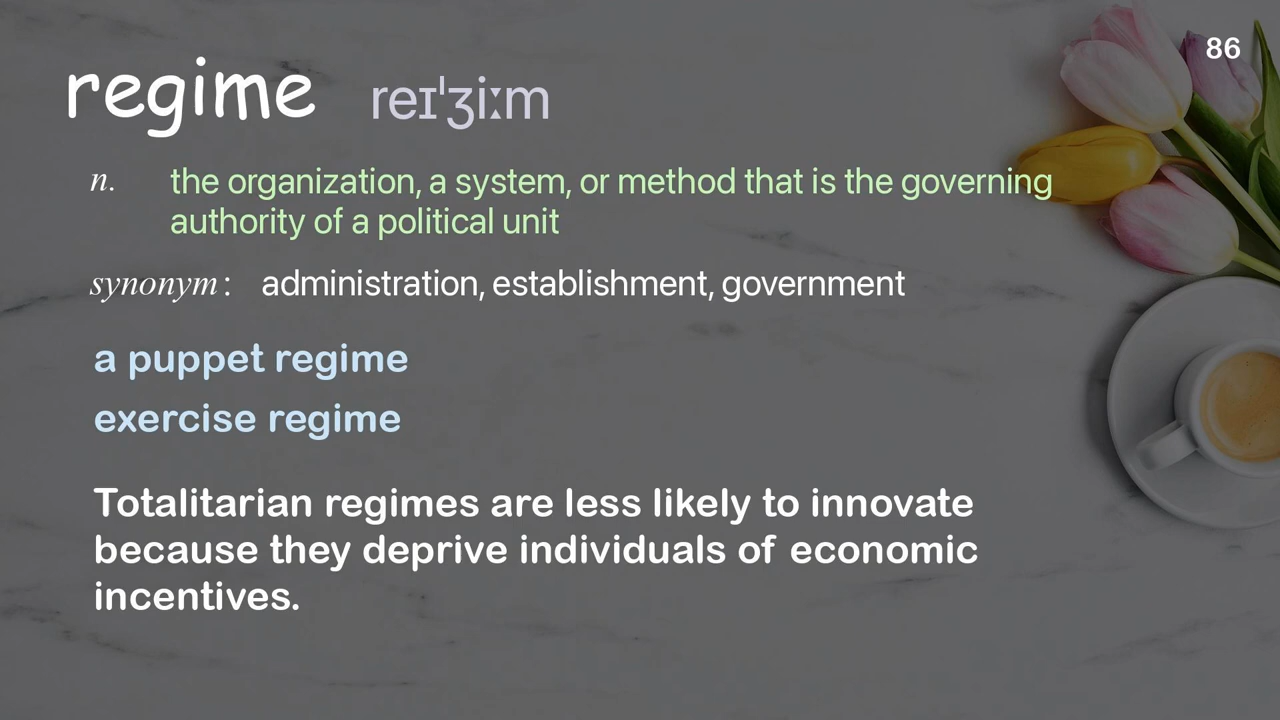 86
regime reɪˈʒiːm
n. the organization, a system, or method that is the governing
authority of a political unit
synonym : administration, establishment, government
a puppet regime
exercise regime
Totalitarian regimes are less likely to innovate
because they deprive individuals of economic
incentives.